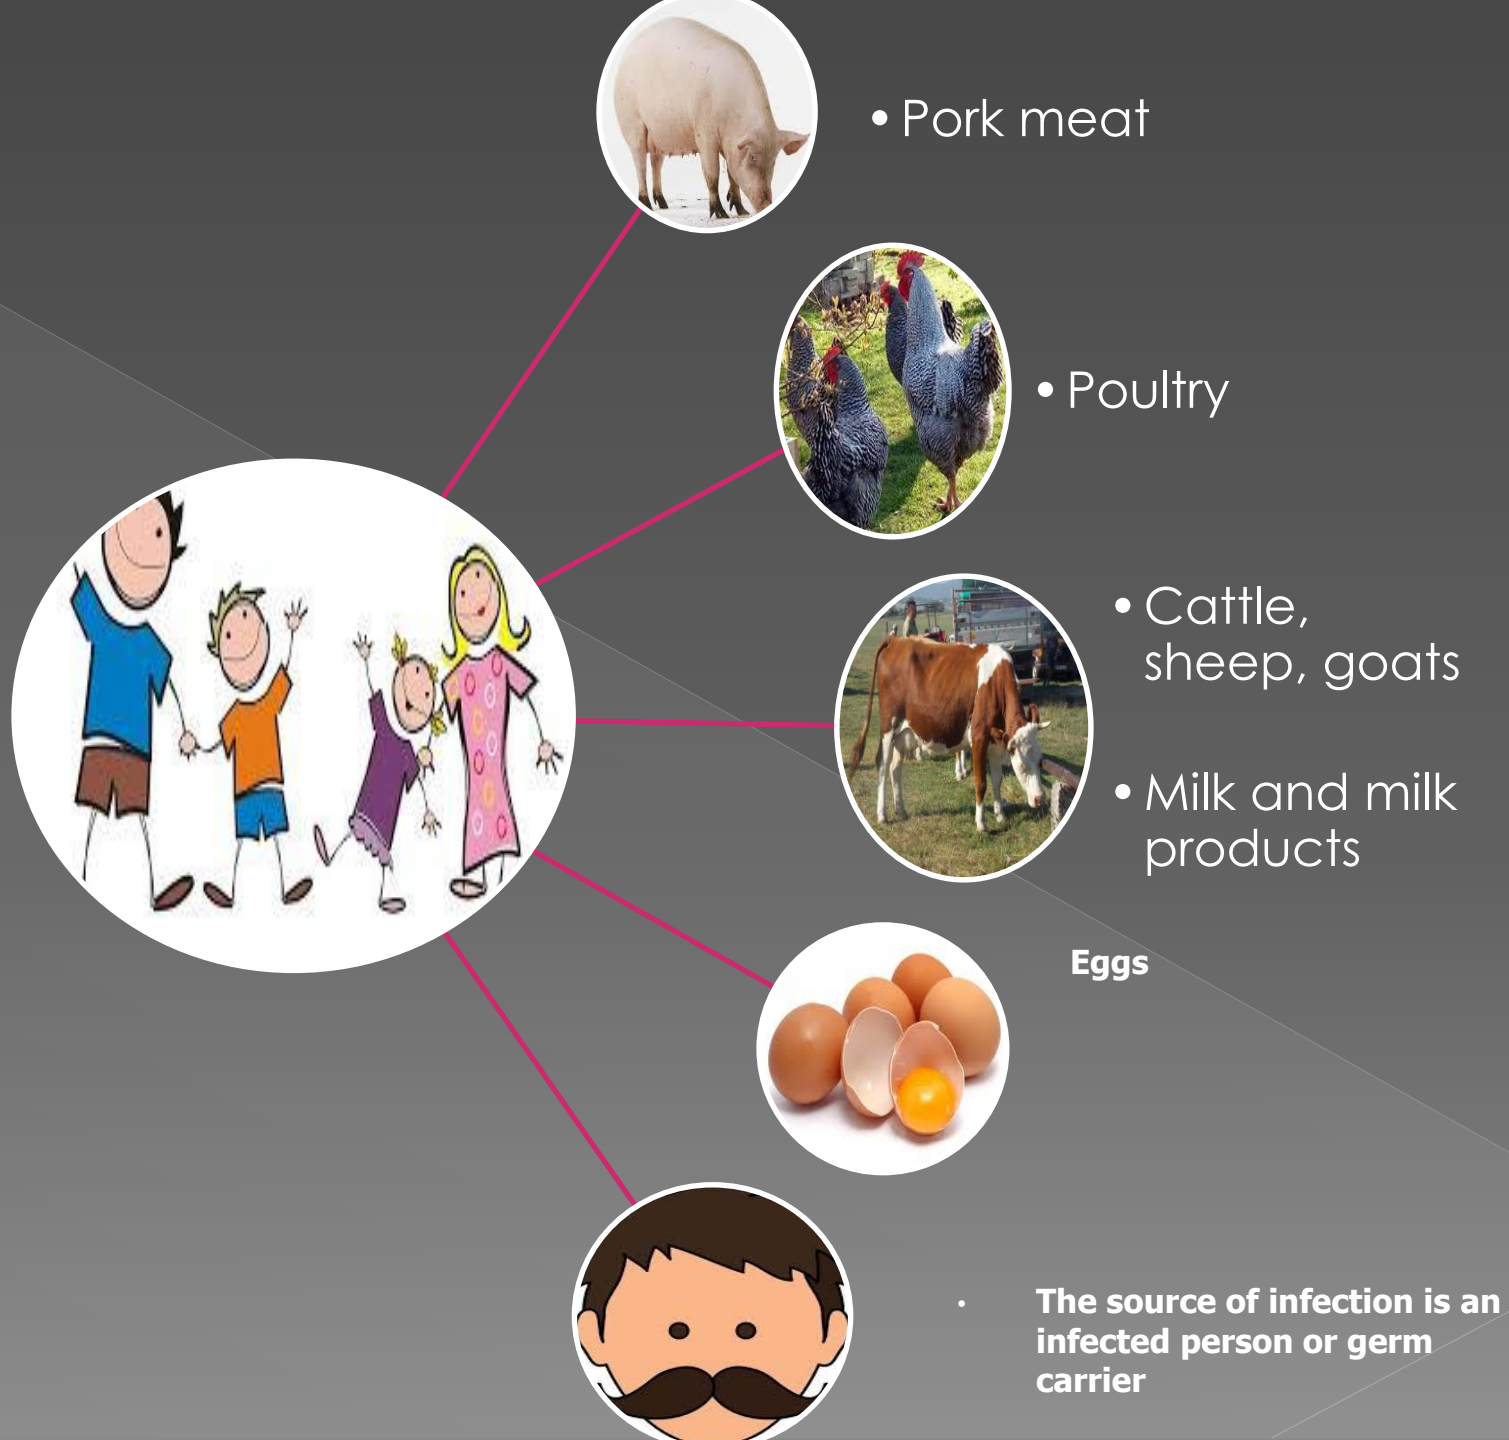 • Pork meat
• Poultry
• Cattle,
sheep, goats
• Milk and milk
products
Eggs
• The source of infection is an
infected person or germ
carrier